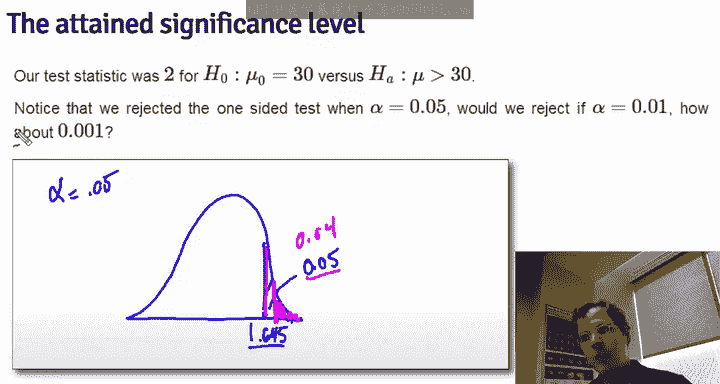 The attained significance level
Our test statistic was 2 for H₀ : μ₀ = 30 versus Hₐ : μ > 30.
Notice that we rejected the one sided test when α = 0.05, would we reject if α = 0.01, how
about 0.001?
α = .05
0.04
0.05
1.645